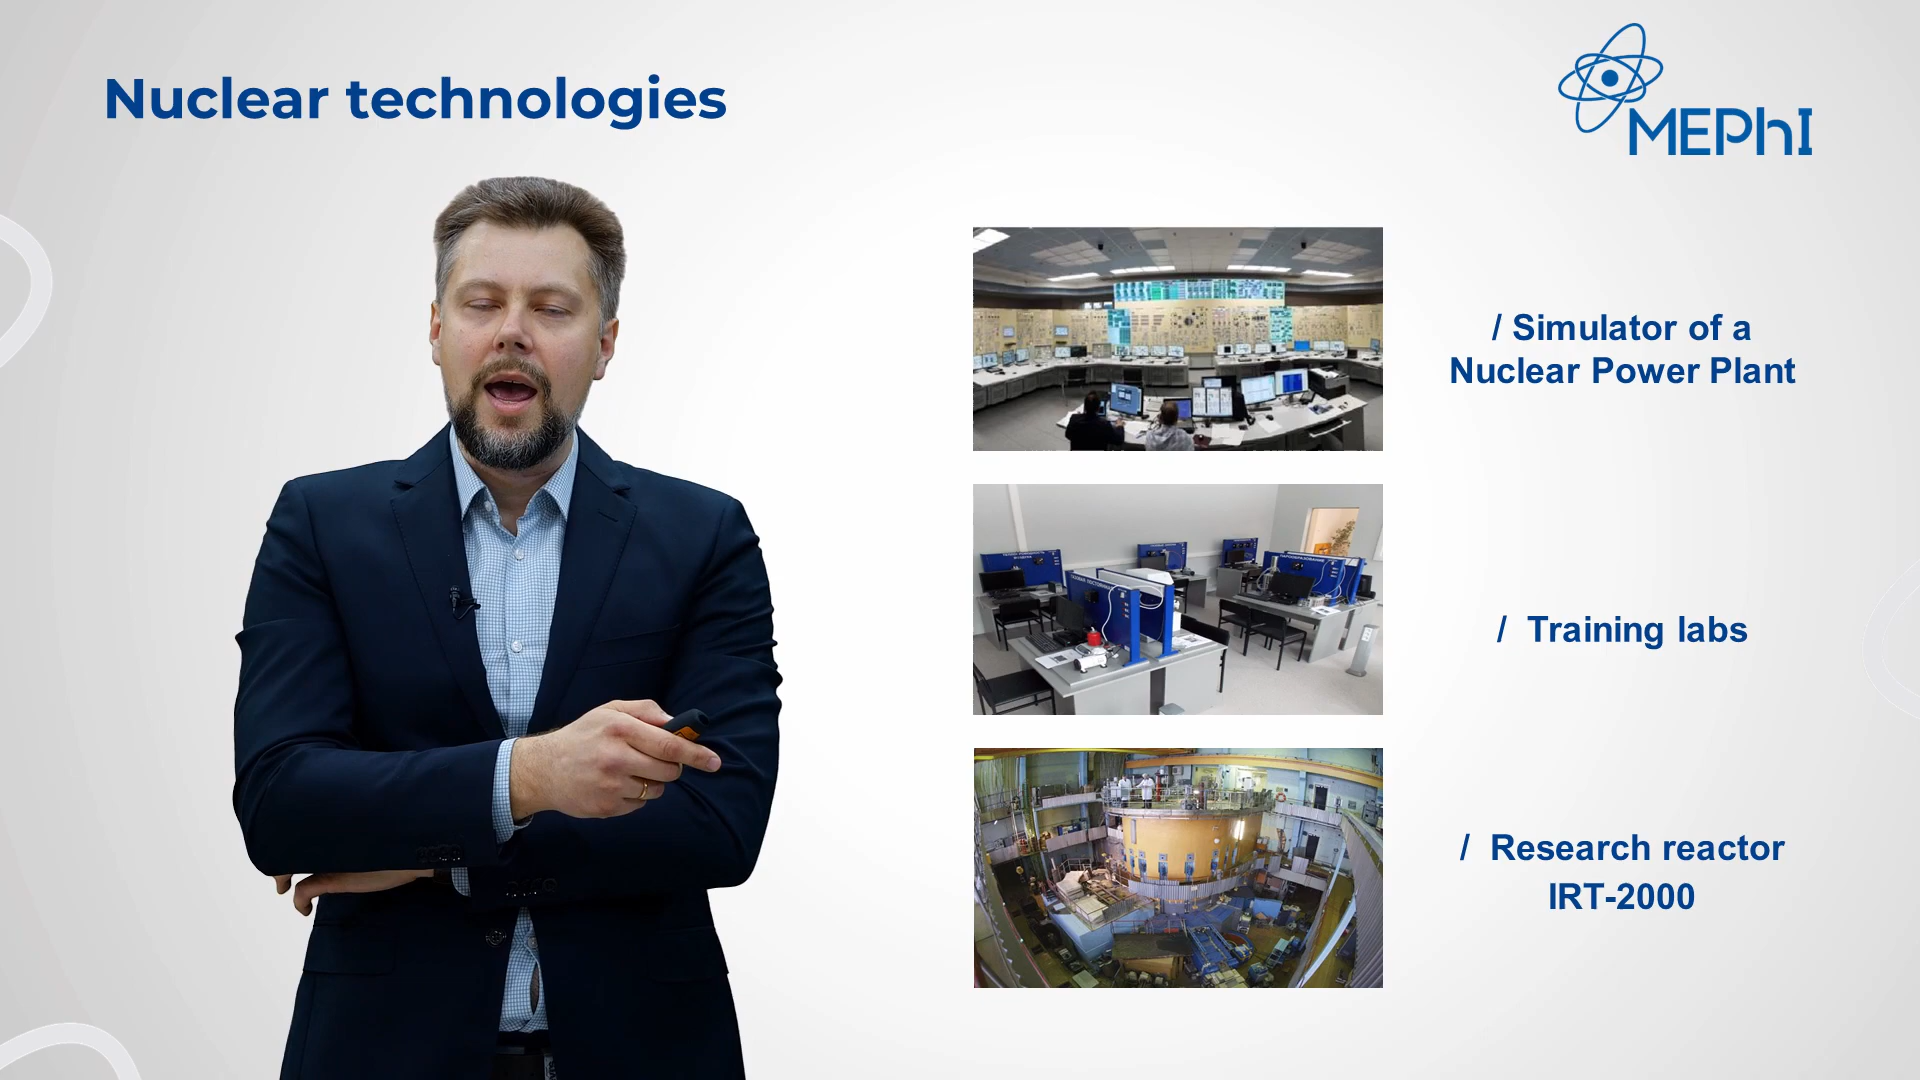 Nuclear technologies
MEPhI
/ Simulator of a
Nuclear Power Plant
/ Training labs
/ Research reactor
IRT-2000